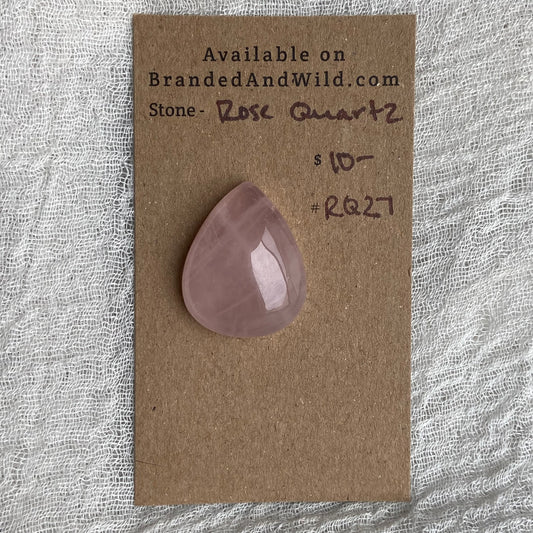 Available on
BrandedAndWild.com
Stone - Rose Quartz
$ 10-
# RQ27